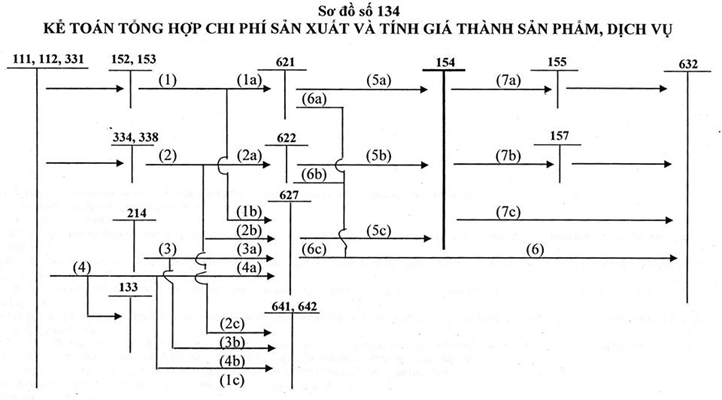 Sơ đồ số 134
KẾ TOÁN TỔNG HỢP CHI PHÍ SẢN XUẤT VÀ TÍNH GIÁ THÀNH SẢN PHẨM, DỊCH VỤ
111, 112, 331 152, 153 621 154 155 632
(1) (1a) (5a) (7a)
(6a)
334, 338 622 157
(2) (2a) (5b) (7b)
(6b)
627
214 (1b) (7c)
(2b) (5c)
(3) (3a) (6c) (6)
(4) (4a)
133
641, 642
(2c)
(3b)
(4b)
(1c)